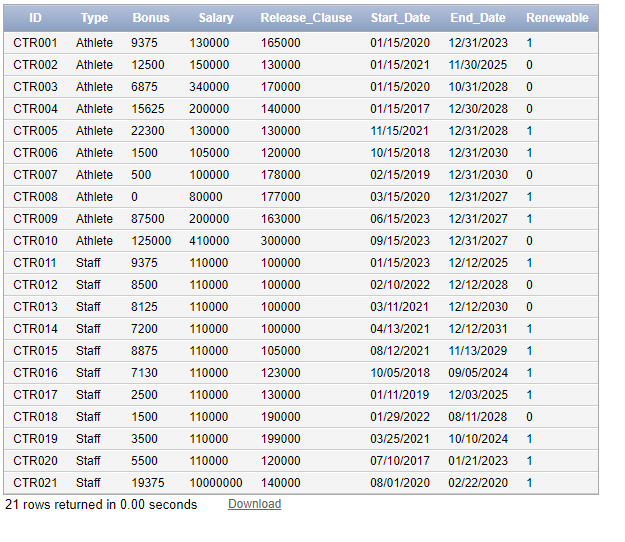 ID Type Bonus Salary Release_Clause Start_Date End_Date Renewable
CTR001 Athlete 9375 130000 165000 01/15/2020 12/31/2023 1
CTR002 Athlete 12500 150000 130000 01/15/2021 11/30/2025 0
CTR003 Athlete 6875 340000 170000 01/15/2020 10/31/2028 0
CTR004 Athlete 15625 200000 140000 01/15/2017 12/30/2028 0
CTR005 Athlete 22300 130000 130000 11/15/2021 12/31/2028 1
CTR006 Athlete 1500 105000 120000 10/15/2018 12/31/2030 1
CTR007 Athlete 500 100000 178000 02/15/2019 12/31/2030 0
CTR008 Athlete 0 80000 177000 03/15/2020 12/31/2027 1
CTR009 Athlete 87500 200000 163000 06/15/2023 12/31/2027 1
CTR010 Athlete 125000 410000 300000 09/15/2023 12/31/2027 0
CTR011 Staff 9375 110000 100000 01/15/2023 12/12/2025 1
CTR012 Staff 8500 110000 100000 02/10/2022 12/12/2028 0
CTR013 Staff 8125 110000 100000 03/11/2021 12/12/2030 0
CTR014 Staff 7200 110000 100000 04/13/2021 12/12/2031 1
CTR015 Staff 8875 110000 105000 08/12/2021 11/13/2029 1
CTR016 Staff 7130 110000 123000 10/05/2018 09/05/2024 1
CTR017 Staff 2500 110000 130000 01/11/2019 12/03/2025 1
CTR018 Staff 1500 110000 190000 01/29/2022 08/11/2028 0
CTR019 Staff 3500 110000 199000 03/25/2021 10/10/2024 1
CTR020 Staff 5500 110000 120000 07/10/2017 01/21/2023 1
CTR021 Staff 19375 10000000 140000 08/01/2020 02/22/2020 1
21 rows returned in 0.00 seconds Download